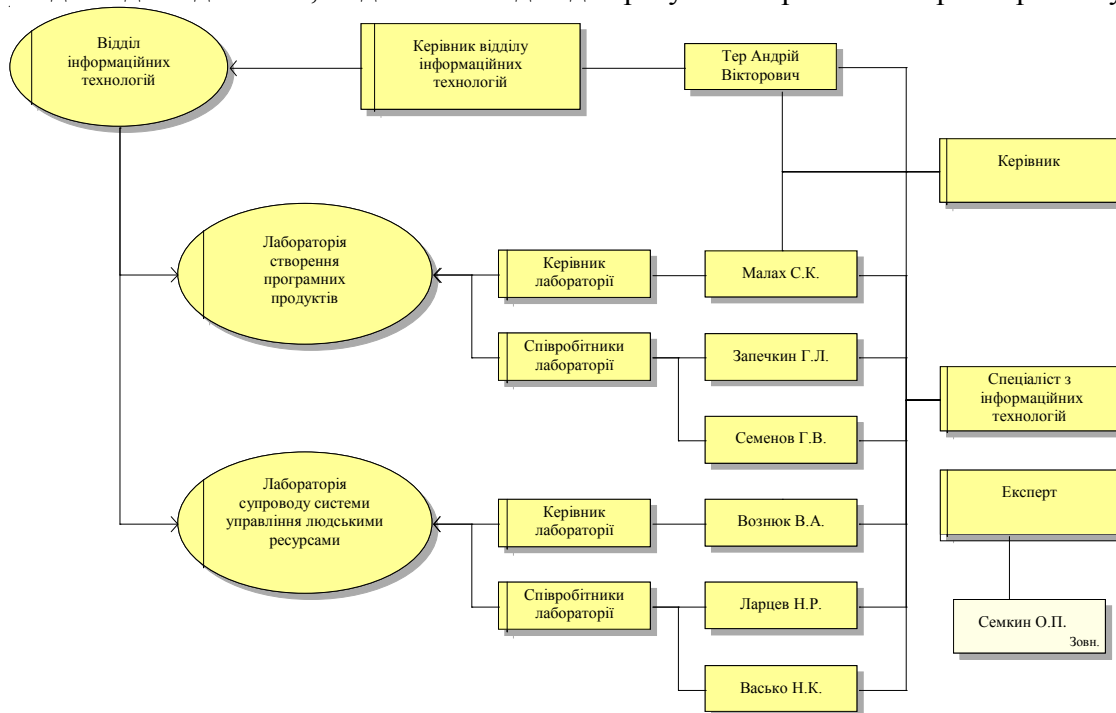 Відділ
інформаційних
технологій
Керівник відділу
інформаційних
технологій
Тер Андрій
Вікторович
Керівник
Лабораторія
створення
програмних
продуктів
Керівник
лабораторії
Малах С.К.
Співробітники
лабораторії
Запечкин Г.Л.
Спеціаліст з
інформаційних
технологій
Семенов Г.В.
Лабораторія
супроводу системи
управління людськими
ресурсами
Керівник
лабораторії
Вознюк В.А.
Експерт
Співробітники
лабораторії
Ларцев Н.Р.
Семкин О.П.
Зовн.
Васько Н.К.